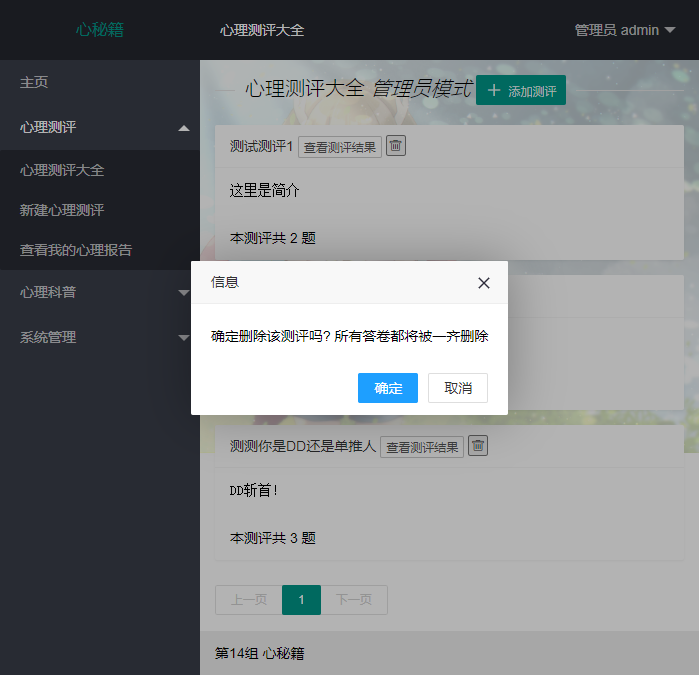 心秘籍
心理测评大全
管理员 admin
主页
心理测评
心理测评大全
新建心理测评
查看我的心理报告
心理科普
系统管理
心理测评大全 管理员模式 添加测评
测试测评1 查看测评结果
这里是简介
本测评共 2 题
信息
确定删除该测评吗? 所有答卷都将被一齐删除
确定 取消
测测你是DD还是单推人 查看测评结果
DD斩首!
本测评共 3 题
上一页 1 下一页
第14组 心秘籍